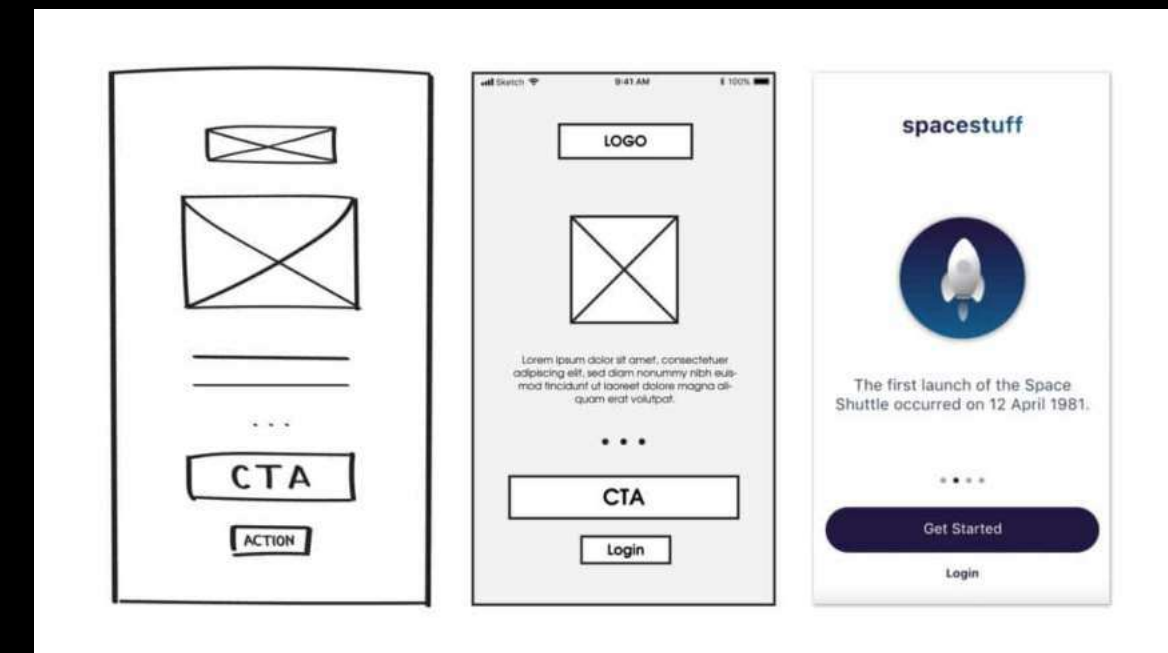 CTA
ACTION
Sketch
9:41 AM
100%
LOGO
Lorem ipsum dolor sit amet, consectetuer
adipiscing elit, sed diam nonummy nibh euis-
mod tincidunt ut laoreet dolore magna ali-
quam erat volutpat.
CTA
Login
spacestuff
The first launch of the Space
Shuttle occurred on 12 April 1981.
Get Started
Login